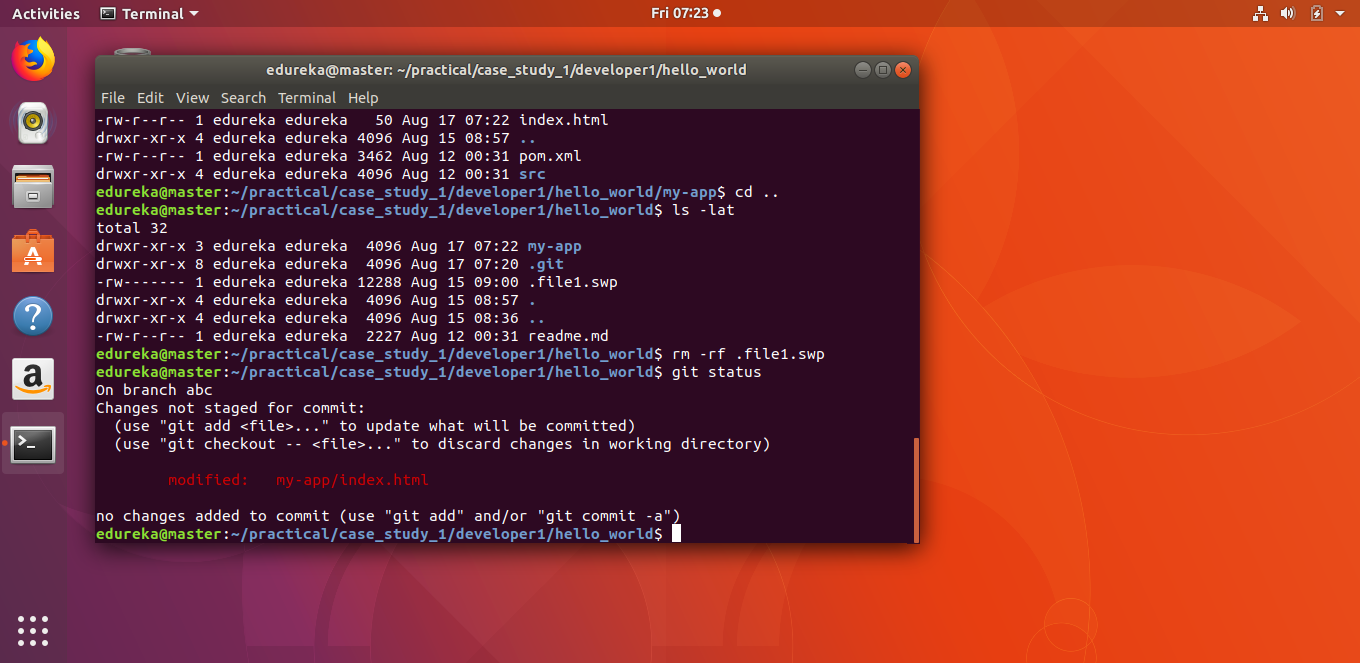 Activities Terminal Fri 07:23
edureka@master: ~/practical/case_study_1/developer1/hello_world
File Edit View Search Terminal Help
-rw-r--r-- 1 edureka edureka   50 Aug 17 07:22 index.html
drwxr-xr-x 4 edureka edureka 4096 Aug 15 08:57 ..
-rw-r--r-- 1 edureka edureka 3462 Aug 12 00:31 pom.xml
drwxr-xr-x 4 edureka edureka 4096 Aug 12 00:31 src
edureka@master:~/practical/case_study_1/developer1/hello_world/my-app$ cd ..
edureka@master:~/practical/case_study_1/developer1/hello_world$ ls -lat
total 32
drwxr-xr-x 3 edureka edureka  4096 Aug 17 07:22 my-app
drwxr-xr-x 8 edureka edureka  4096 Aug 17 07:20 .git
-rw------- 1 edureka edureka 12288 Aug 15 09:00 .file1.swp
drwxr-xr-x 4 edureka edureka  4096 Aug 15 08:57 .
drwxr-xr-x 4 edureka edureka  4096 Aug 15 08:36 ..
-rw-r--r-- 1 edureka edureka  2227 Aug 12 00:31 readme.md
edureka@master:~/practical/case_study_1/developer1/hello_world$ rm -rf .file1.swp
edureka@master:~/practical/case_study_1/developer1/hello_world$ git status
On branch abc
Changes not staged for commit:
  (use "git add <file>..." to update what will be committed)
  (use "git checkout -- <file>..." to discard changes in working directory)
        modified:   my-app/index.html
no changes added to commit (use "git add" and/or "git commit -a")
edureka@master:~/practical/case_study_1/developer1/hello_world$